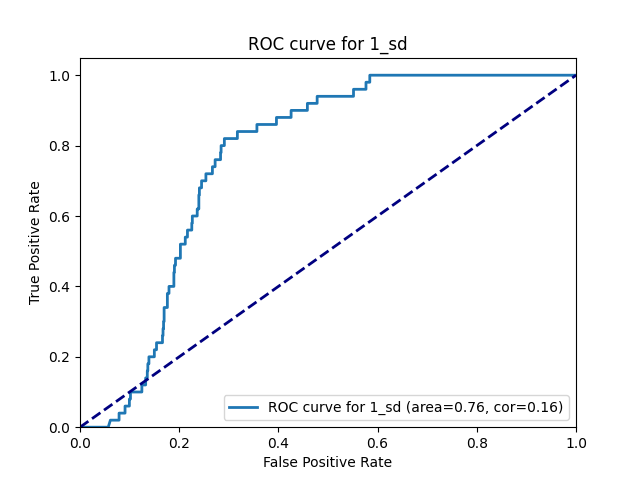 ROC curve for 1_sd
1.0
0.8
0.6
0.4
0.2
0.0
True Positive Rate
ROC curve for 1_sd (area=0.76, cor=0.16)
0.0 0.2 0.4 0.6 0.8 1.0
False Positive Rate